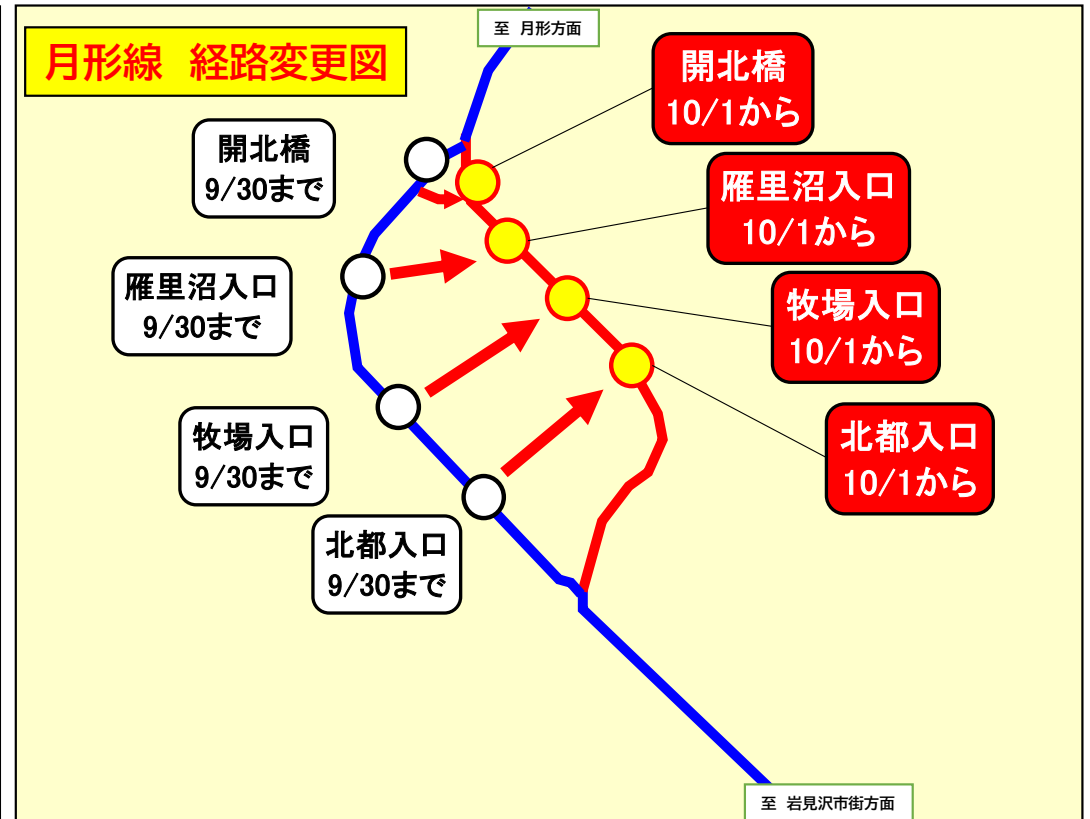 至 月形方面
月形線 経路変更図
開北橋
10/1から
開北橋
9/30まで
雁里沼入口
10/1から
雁里沼入口
9/30まで
牧場入口
10/1から
牧場入口
9/30まで
北都入口
10/1から
北都入口
9/30まで
至 岩見沢市街方面